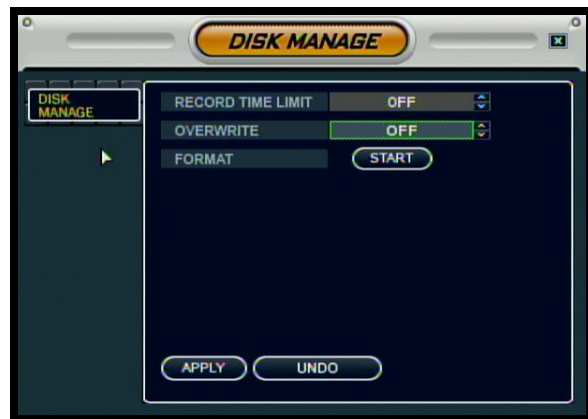 DISK MANAGE
DISK
MANAGE
RECORD TIME LIMIT OFF
OVERWRITE OFF
FORMAT START
APPLY UNDO